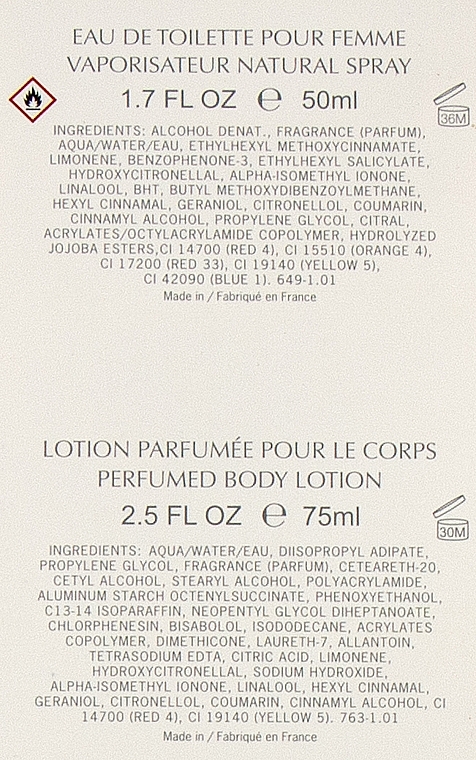 EAU DE TOILETTE POUR FEMME
VAPORISATEUR NATURAL SPRAY
1.7 FL OZ ℮ 50ml
36M
INGREDIENTS: ALCOHOL DENAT., FRAGRANCE (PARFUM),
AQUA/WATER/EAU, ETHYLHEXYL METHOXYCINNAMATE,
LIMONENE, BENZOPHENONE-3, ETHYLHEXYL SALICYLATE,
HYDROXYCITRONELLAL, ALPHA-ISOMETHYL IONONE,
LINALOOL, BHT, BUTYL METHOXYDIBENZOYLMETHANE,
HEXYL CINNAMAL, GERANIOL, CITRONELLOL, COUMARIN,
CINNAMYL ALCOHOL, PROPYLENE GLYCOL, CITRAL,
ACRYLATES/OCTYLACRYLAMIDE COPOLYMER, HYDROLYZED
JOJOBA ESTERS,CI 14700 (RED 4), CI 15510 (ORANGE 4),
CI 17200 (RED 33), CI 19140 (YELLOW 5),
CI 42090 (BLUE 1). 649-1.01
Made in / Fabriqué en France
LOTION PARFUMÉE POUR LE CORPS
PERFUMED BODY LOTION
2.5 FL OZ ℮ 75ml
30M
INGREDIENTS: AQUA/WATER/EAU, DIISOPROPYL ADIPATE,
PROPYLENE GLYCOL, FRAGRANCE (PARFUM), CETEARETH-20,
CETYL ALCOHOL, STEARYL ALCOHOL, POLYACRYLAMIDE,
ALUMINUM STARCH OCTENYLSUCCINATE, PHENOXYETHANOL,
C13-14 ISOPARAFFIN, NEOPENTYL GLYCOL DIHEPTANOATE,
CHLORPHENESIN, BISABOLOL, ISODODECANE, ACRYLATES
COPOLYMER, DIMETHICONE, LAURETH-7, ALLANTOIN,
TETRASODIUM EDTA, CITRIC ACID, LIMONENE,
HYDROXYCITRONELLAL, SODIUM HYDROXIDE,
ALPHA-ISOMETHYL IONONE, LINALOOL, HEXYL CINNAMAL,
GERANIOL, CITRONELLOL, COUMARIN, CINNAMYL ALCOHOL, CI
14700 (RED 4), CI 19140 (YELLOW 5). 763-1.01
Made in / Fabriqué en France